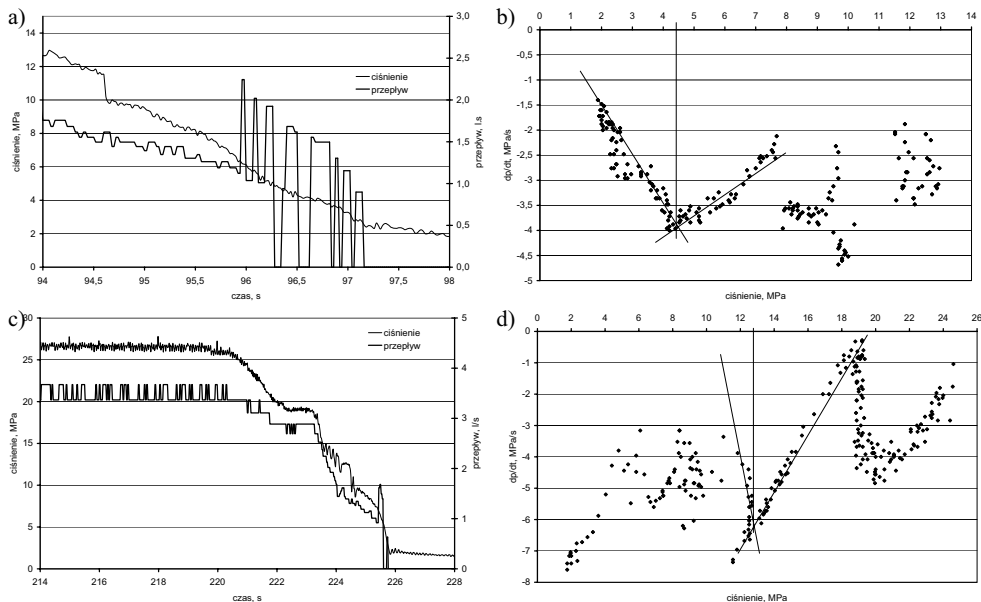 a)
14
12
10
8
6
4
2
0
ciśnienie, MPa
3,0
2,5
2,0
1,5
1,0
0,5
0,0
przepływ, l.s
ciśnienie
przepływ
94 94,5 95 95,5 96 96,5 97 97,5 98
czas, s
b)
0 1 2 3 4 5 6 7 8 9 10 11 12 13 14
0
-0,5
-1
-1,5
-2
-2,5
-3
-3,5
-4
-4,5
-5
dp/dt, MPa/s
ciśnienie, MPa
c)
30
27
23
20
17
13
10
7
3
0
ciśnienie, MPa
5
4
3
2
1
0
przepływ, l/s
ciśnienie
przepływ
214 216 218 220 222 224 226 228
czas, s
d)
0 2 4 6 8 10 12 14 16 18 20 22 24 26
0
-1
-2
-3
-4
-5
-6
-7
-8
dp/dt, MPa/s
ciśnienie, MPa